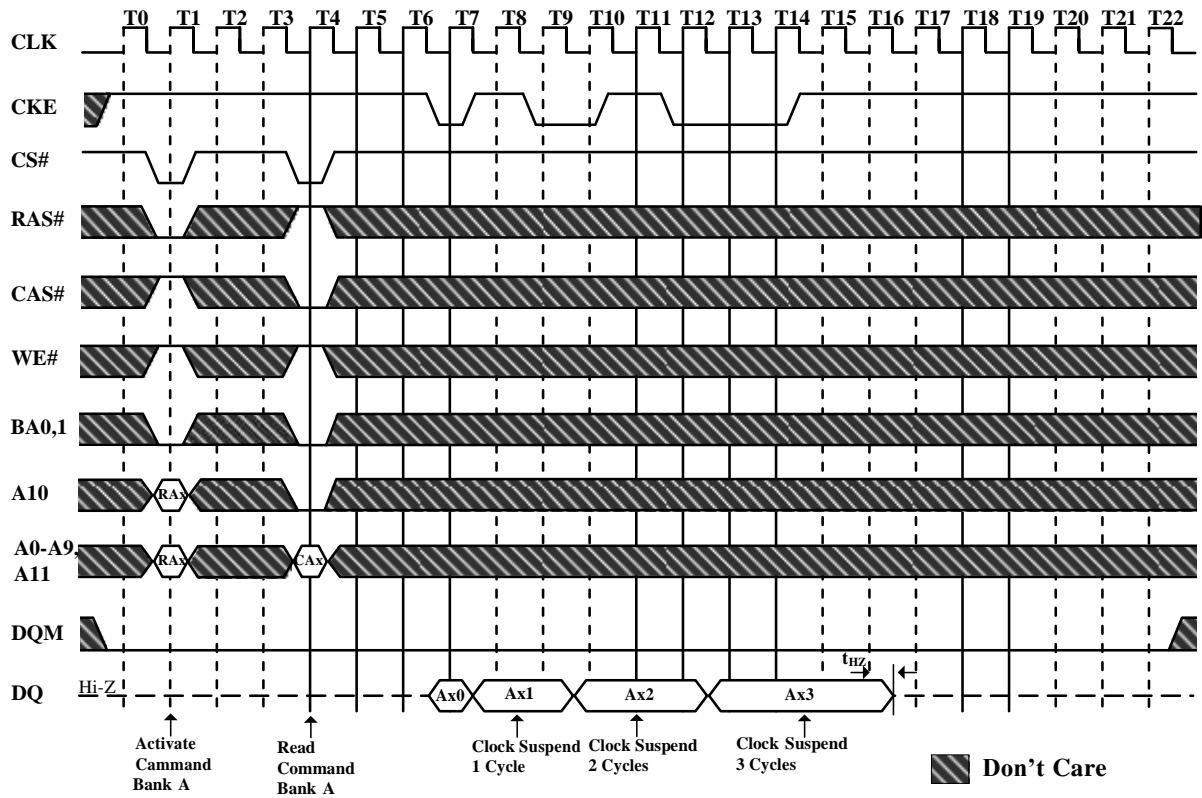 T0 T1 T2 T3 T4 T5 T6 T7 T8 T9 T10 T11 T12 T13 T14 T15 T16 T17 T18 T19 T20 T21 T22
CLK
CKE
CS#
RAS#
CAS#
WE#
BA0,1
A10
RAx
A0-A9,
A11
RAx CAx
DQM
tHZ
DQ
Hi-Z
Ax0 Ax1 Ax2 Ax3
Activate
Cammand
Bank A
Read
Command
Bank A
Clock Suspend
1 Cycle
Clock Suspend
2 Cycles
Clock Suspend
3 Cycles
Don't Care